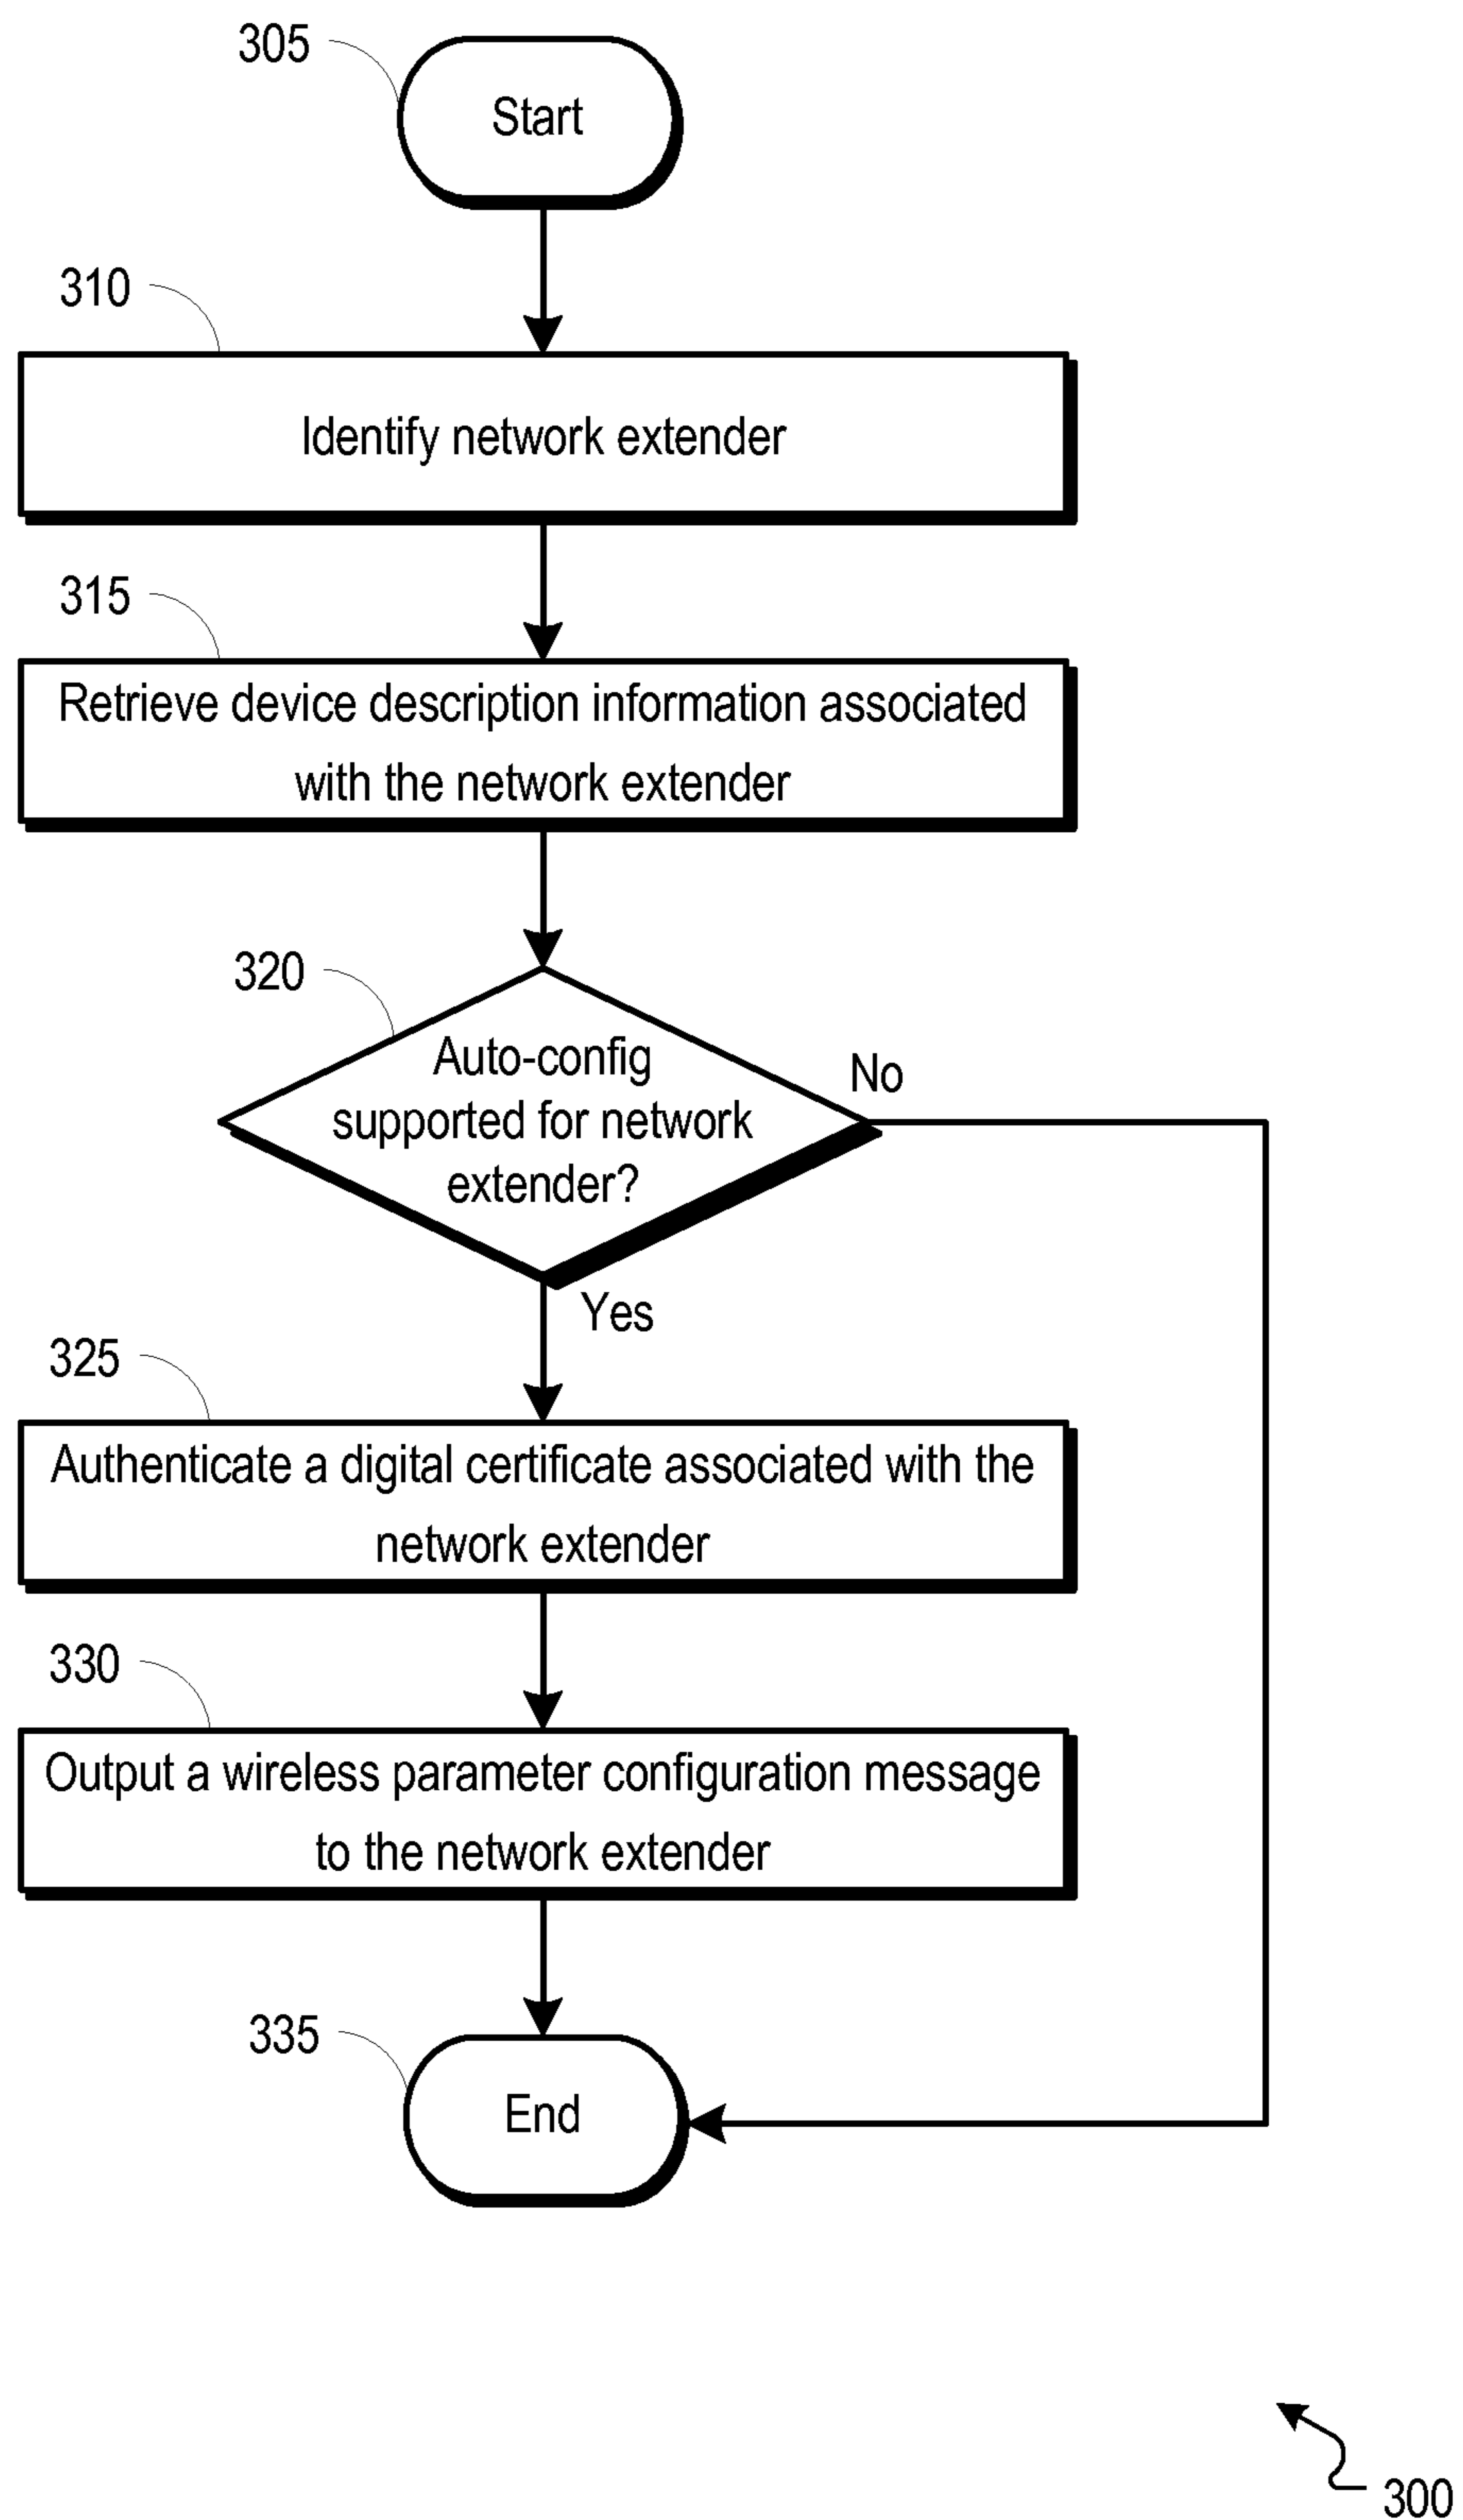 305
Start
310
Identify network extender
315
Retrieve device description information associated
with the network extender
320
Auto-config
supported for network
extender?
No
Yes
325
Authenticate a digital certificate associated with the
network extender
330
Output a wireless parameter configuration message
to the network extender
335
End
300